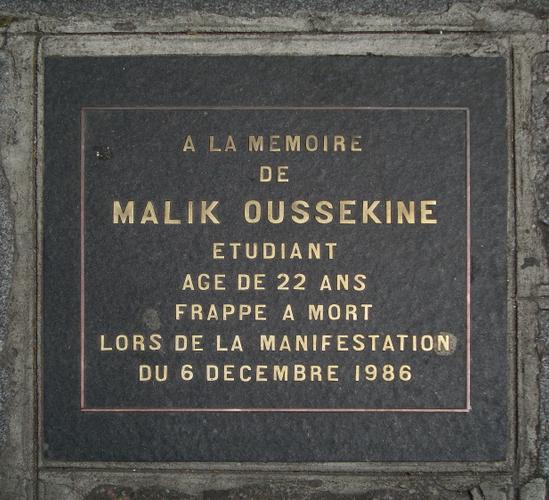 A LA MEMOIRE
DE
MALIK OUSSEKINE
ETUDIANT
AGE DE 22 ANS
FRAPPE A MORT
LORS DE LA MANIFESTATION
DU 6 DECEMBRE 1986